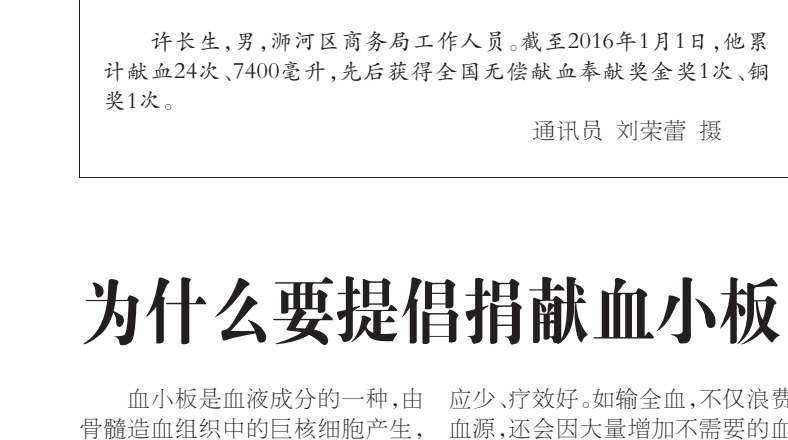 许长生，男，浉河区商务局工作人员。截至2016年1月1日，他累
计献血24次、7400毫升，先后获得全国无偿献血奉献奖金奖1次、铜
奖1次。
通讯员 刘荣蕾 摄
为什么要提倡捐献血小板
血小板是血液成分的一种，由
骨髓造血组织中的巨核细胞产生，
应少、疗效好。如输全血，不仅浪费
血源，还会因大量增加不需要的血